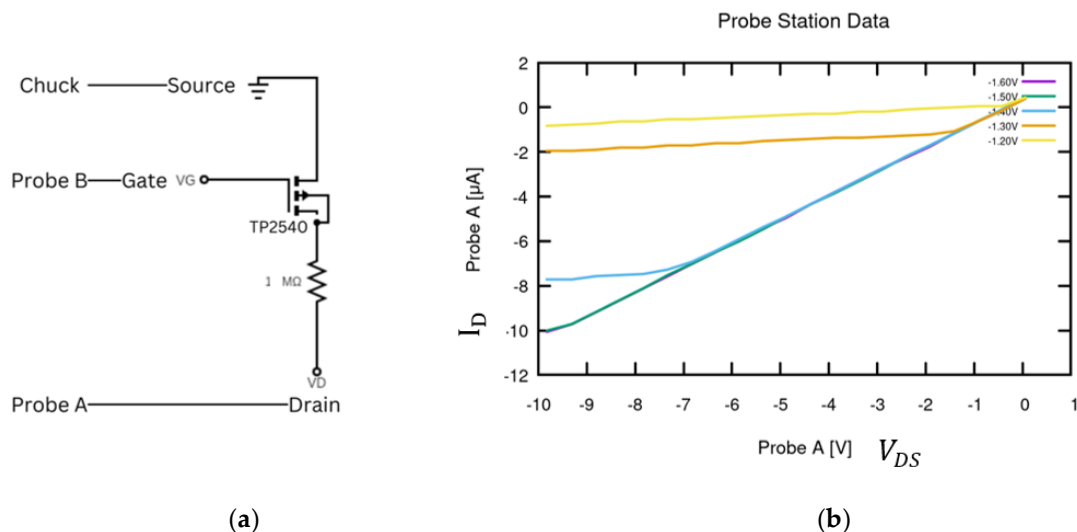 Chuck
Source
Probe B
Gate
VG
TP2540
1 MΩ
VD
Probe A
Drain
(a)
Probe Station Data
-1.60V
-1.50V
-1.40V
-1.30V
-1.20V
2
0
-2
-4
-6
-8
-10
-12
Probe A [µA]
I_D
-10 -9 -8 -7 -6 -5 -4 -3 -2 -1 0 1
Probe A [V] V_DS
(b)